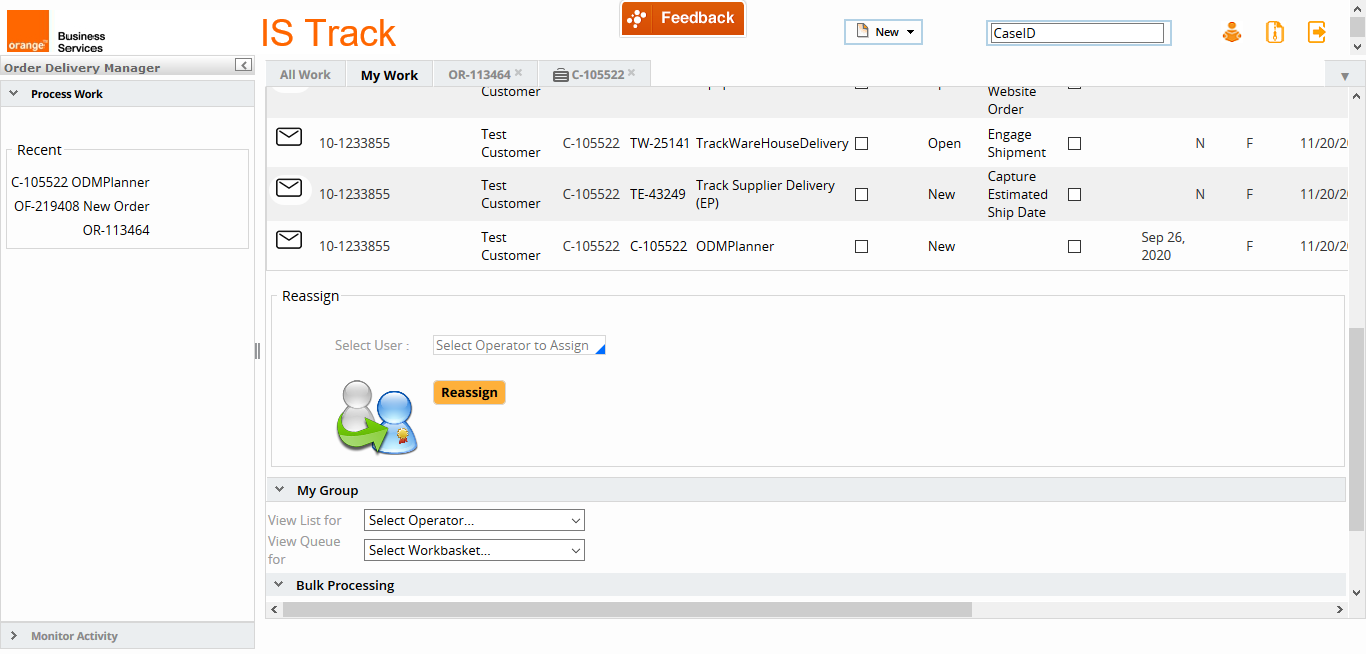 orange™
Business
Services
IS Track
Feedback
New
CaseID
Order Delivery Manager
Process Work
Recent
C-105522 ODMPlanner
OF-219408 New Order
OR-113464
Monitor Activity
All Work
My Work
OR-113464 ×
C-105522 ×
Customer
Website
Order
10-1233855
Test
Customer
C-105522
TW-25141
TrackWareHouseDelivery
Open
Engage
Shipment
N
F
11/20/20
10-1233855
Test
Customer
C-105522
TE-43249
Track Supplier Delivery
(EP)
New
Capture
Estimated
Ship Date
N
F
11/20/20
10-1233855
Test
Customer
C-105522
C-105522
ODMPlanner
New
Sep 26,
2020
F
11/20/20
Reassign
Select User :
Select Operator to Assign
Reassign
My Group
View List for
Select Operator...
View Queue
for
Select Workbasket...
Bulk Processing